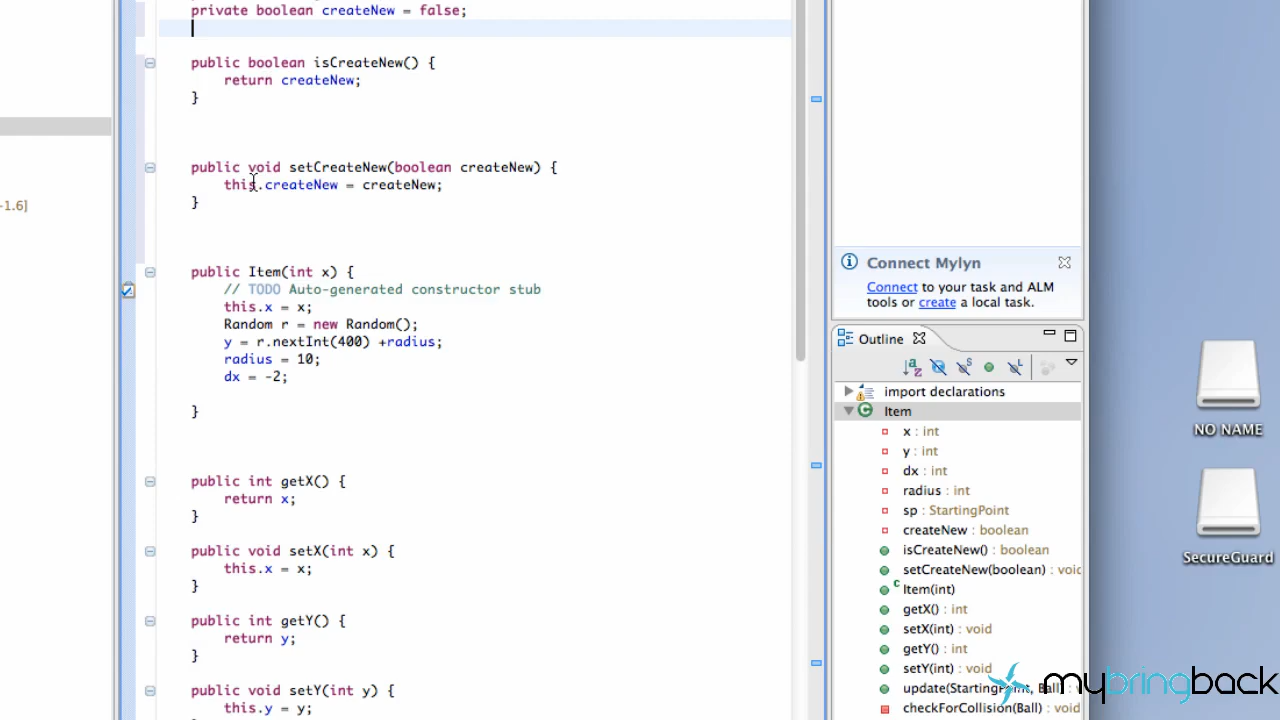 private boolean createNew = false;
public boolean isCreateNew() {
return createNew;
}
public void setCreateNew(boolean createNew) {
this.createNew = createNew;
}
-1.6]
public Item(int x) {
// TODO Auto-generated constructor stub
this.x = x;
Random r = new Random();
y = r.nextInt(400) +radius;
radius = 10;
dx = -2;
}
public int getX() {
return x;
}
public void setX(int x) {
this.x = x;
}
public int getY() {
return y;
}
public void setY(int y) {
this.y = y;
Connect Mylyn
Connect to your task and ALM
tools or create a local task.
Outline
import declarations
Item
x : int
y : int
dx : int
radius : int
sp : StartingPoint
createNew : boolean
isCreateNew() : boolean
setCreateNew(boolean) : void
Item(int)
getX() : int
setX(int) : void
getY() : int
setY(int) : void
update(StartingPoint, Ball) : v
checkForCollision(Ball) : void
NO NAME
SecureGuard
mybringback